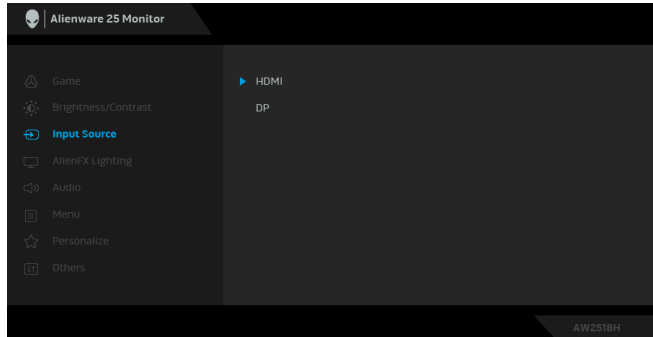 Alienware 25 Monitor
Game
HDMI
Brightness/Contrast
DP
Input Source
AlienFX Lighting
Audio
Menu
Personalize
Others
AW2518H